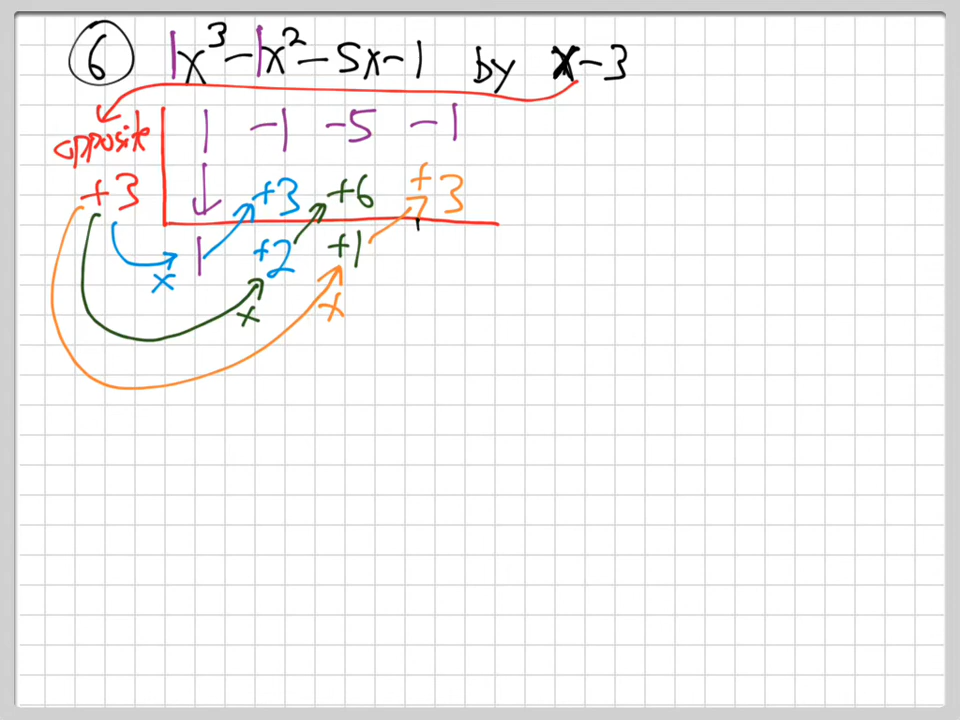 6 1x³ - 1x² - 5x - 1 by x - 3
opposite 1 -1 -5 -1
+3 +3 +6 +3
1 +2 +1
x x x